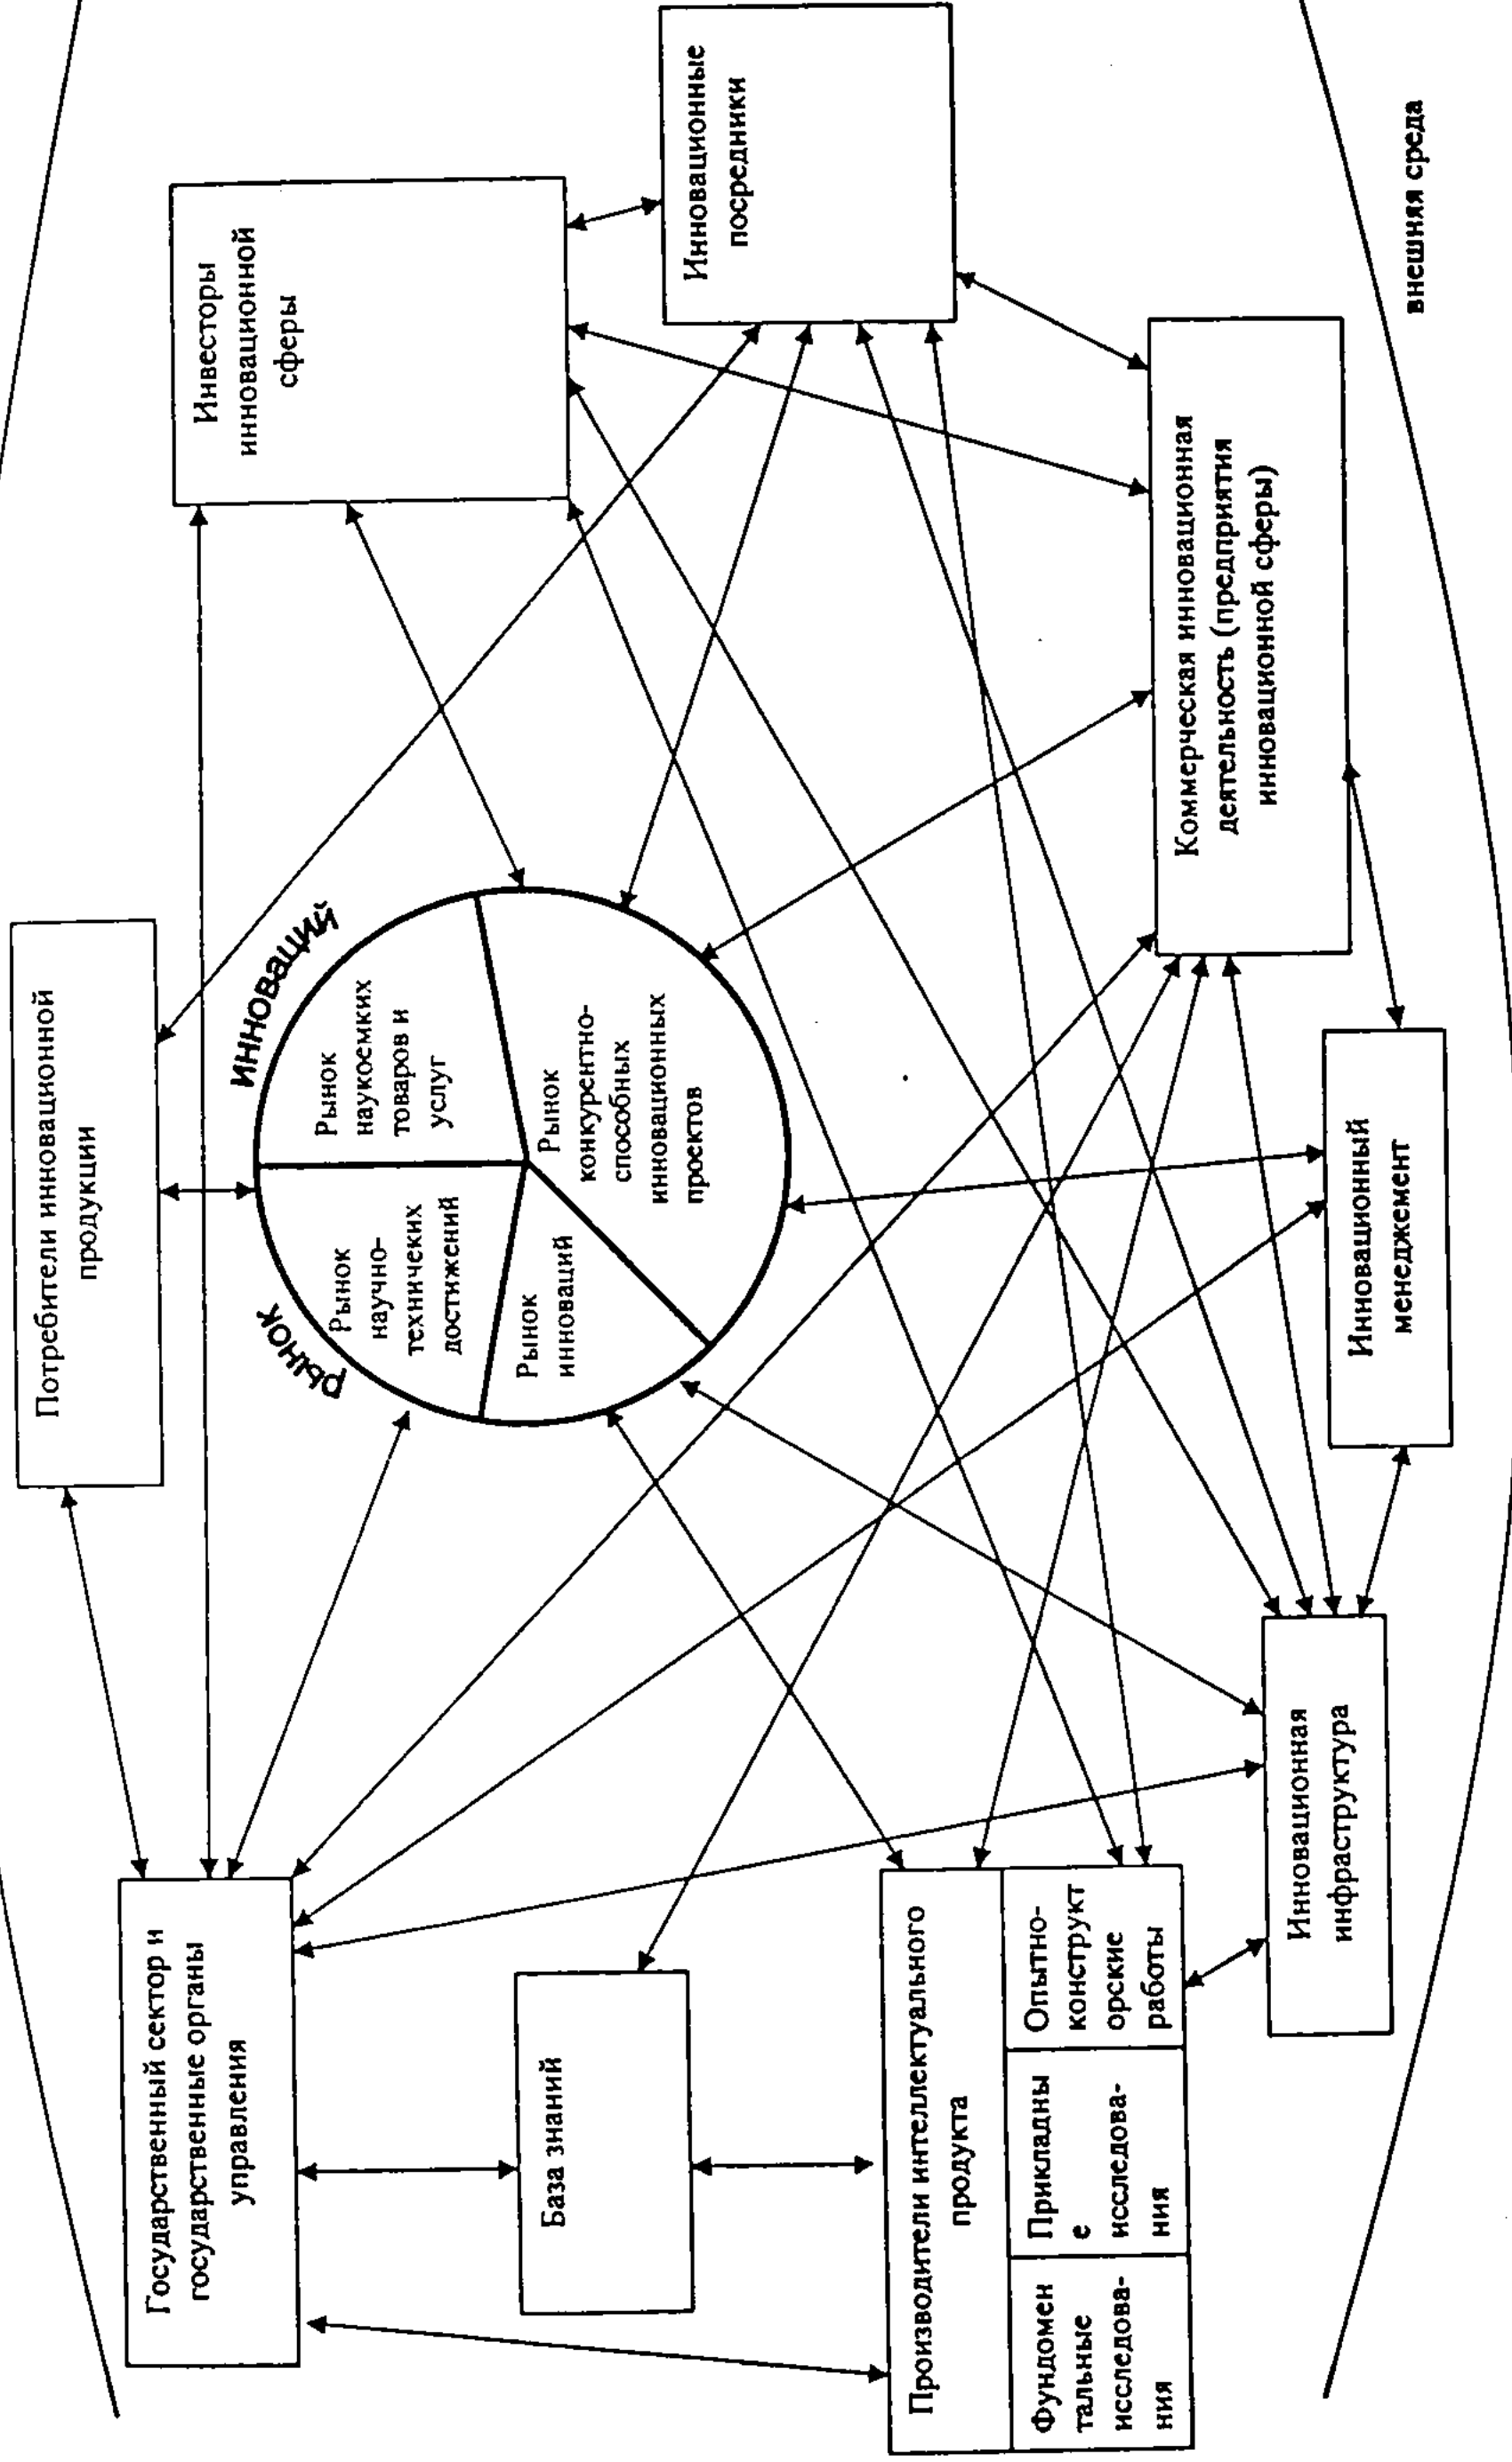 Потребители инновационной
продукции
Государственный сектор и
государственные органы
управления
Инвесторы
инновационной
сферы
РЫНОК
ИННОВАЦИЙ
Рынок
научно-
техничеких
достижений
Рынок
наукоемких
товаров и
услуг
Рынок
инноваций
Рынок
конкурентно-
способных
инновационных
проектов
База знаний
Инновационные
посредники
Производители интеллектуального
продукта
Фундомен
тальные
исследова-
ния
Прикладны
е
исследова-
ния
Опытно-
конструкт
орские
работы
Коммерческая инновационная
деятельность (предприятия
инновационной сферы)
Инновационная
инфраструктура
Инновационный
менеджемент
внешняя среда